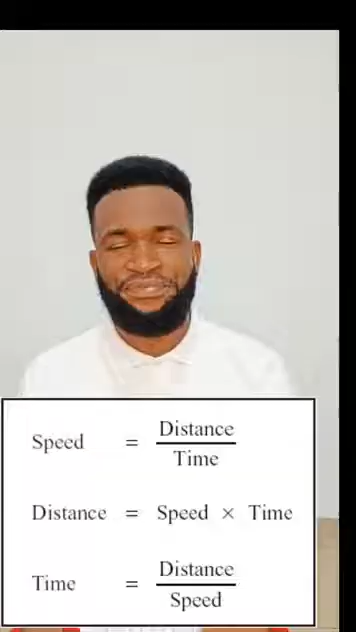 Speed = Distance / Time
Distance = Speed × Time
Time = Distance / Speed